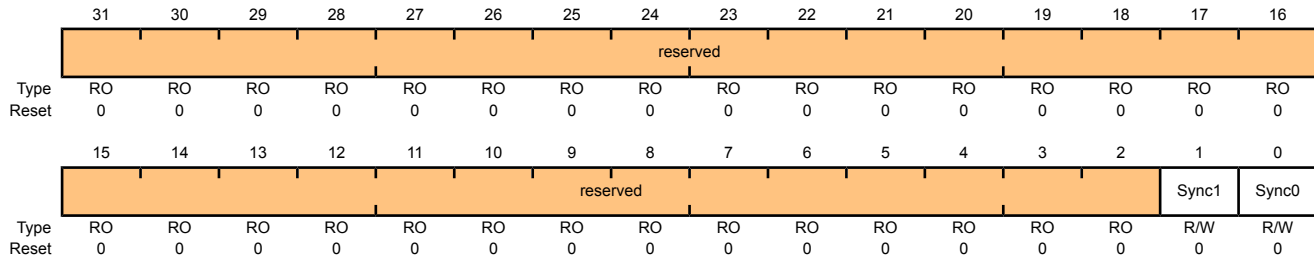 31 30 29 28 27 26 25 24 23 22 21 20 19 18 17 16
reserved
Type RO RO RO RO RO RO RO RO RO RO RO RO RO RO RO RO
Reset 0 0 0 0 0 0 0 0 0 0 0 0 0 0 0 0
15 14 13 12 11 10 9 8 7 6 5 4 3 2 1 0
reserved Sync1 Sync0
Type RO RO RO RO RO RO RO RO RO RO RO RO RO RO R/W R/W
Reset 0 0 0 0 0 0 0 0 0 0 0 0 0 0 0 0